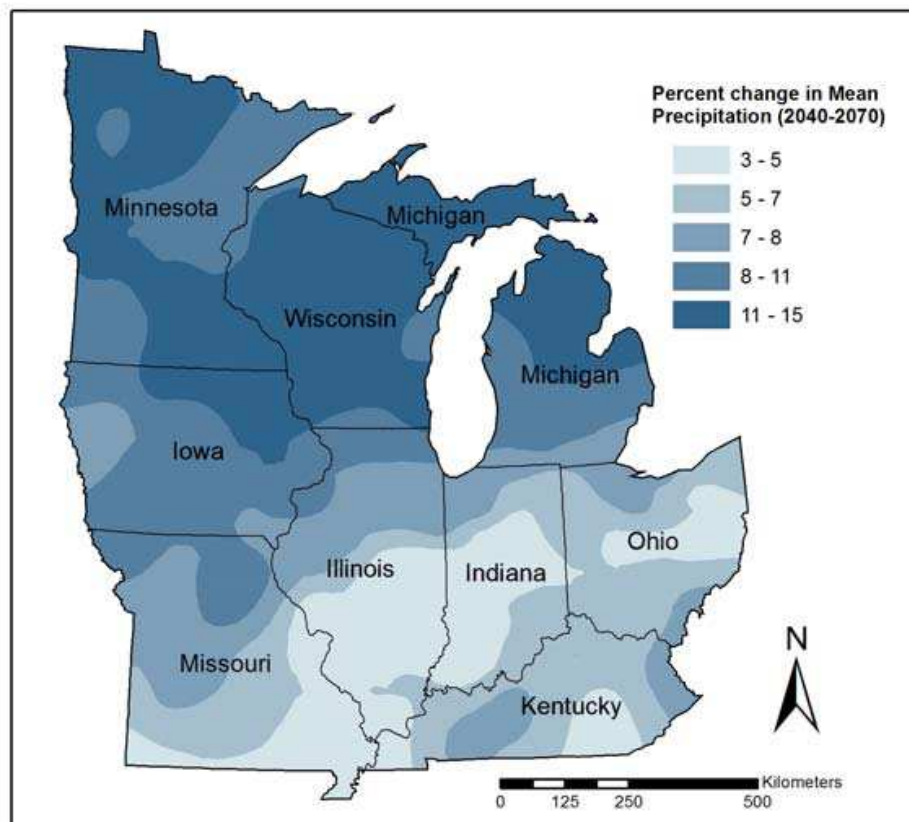 Percent change in Mean
Precipitation (2040-2070)
3 - 5
5 - 7
7 - 8
8 - 11
11 - 15
Minnesota
Michigan
Wisconsin
Michigan
Iowa
Illinois
Indiana
Ohio
Missouri
Kentucky
N
Kilometers
0 125 250 500